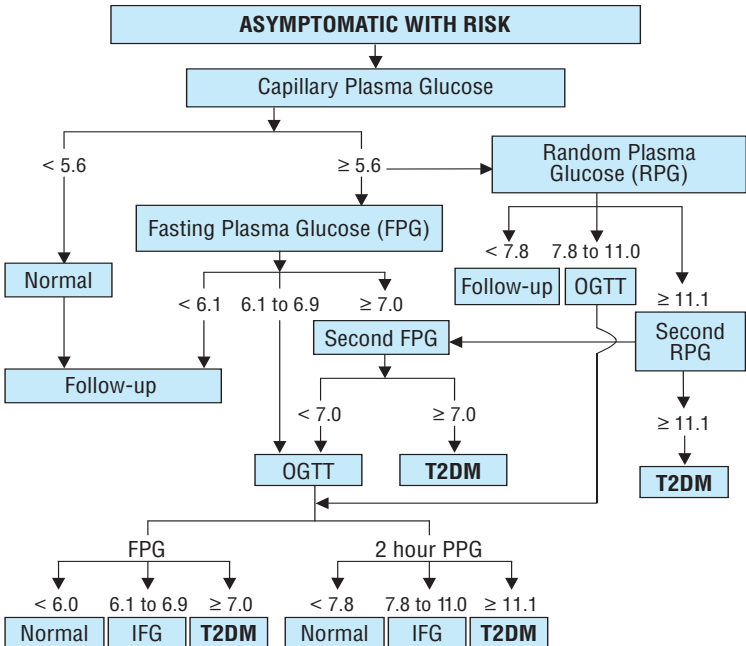 ASYMPTOMATIC WITH RISK
Capillary Plasma Glucose
< 5.6
≥ 5.6
Random Plasma
Glucose (RPG)
Fasting Plasma Glucose (FPG)
< 7.8
7.8 to 11.0
≥ 11.1
Normal
Follow-up
OGTT
< 6.1
6.1 to 6.9
≥ 7.0
Second FPG
Second
RPG
Follow-up
< 7.0
≥ 7.0
≥ 11.1
OGTT
T2DM
T2DM
FPG
2 hour PPG
< 6.0
6.1 to 6.9
≥ 7.0
< 7.8
7.8 to 11.0
≥ 11.1
Normal
IFG
T2DM
Normal
IFG
T2DM